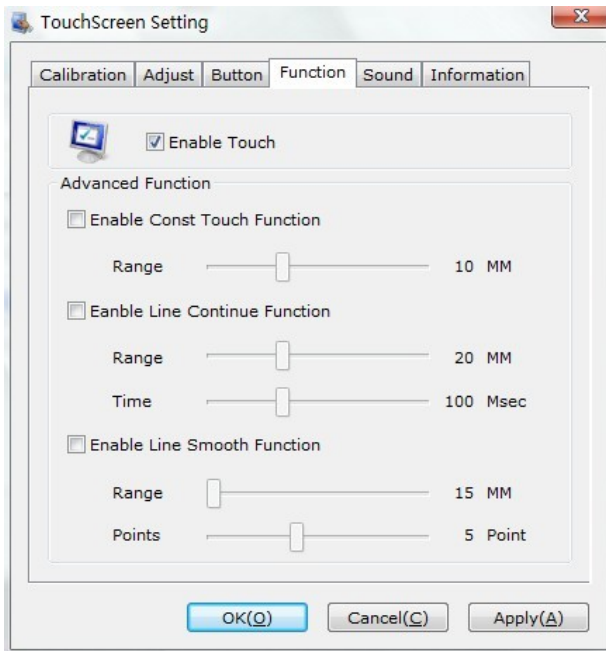 TouchScreen Setting
Calibration Adjust Button Function Sound Information
Enable Touch
Advanced Function
Enable Const Touch Function
Range 10 MM
Eanble Line Continue Function
Range 20 MM
Time 100 Msec
Enable Line Smooth Function
Range 15 MM
Points 5 Point
OK(O) Cancel(C) Apply(A)